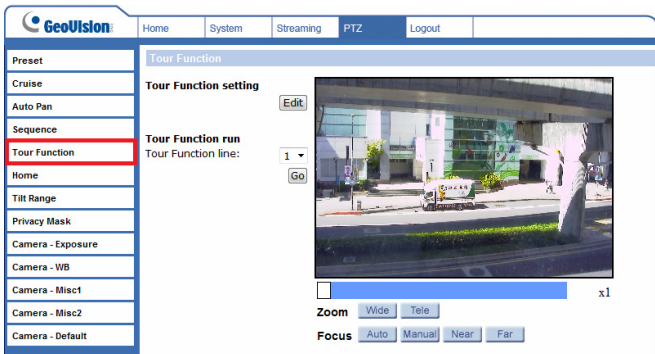 GeoVision
Home
System
Streaming
PTZ
Logout
Preset
Cruise
Auto Pan
Sequence
Tour Function
Home
Tilt Range
Privacy Mask
Camera - Exposure
Camera - WB
Camera - Misc1
Camera - Misc2
Camera - Default
Tour Function
Tour Function setting
Edit
Tour Function run
Tour Function line:
1
Go
x1
Zoom
Wide
Tele
Focus
Auto
Manual
Near
Far